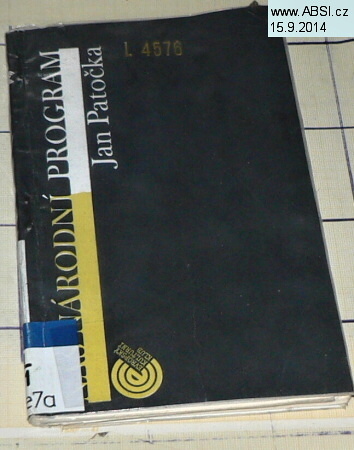 www.ABSI.cz
15.9.2014
L 4576
NÁRODNÍ PROGRAM
Jan Patočka
e7a